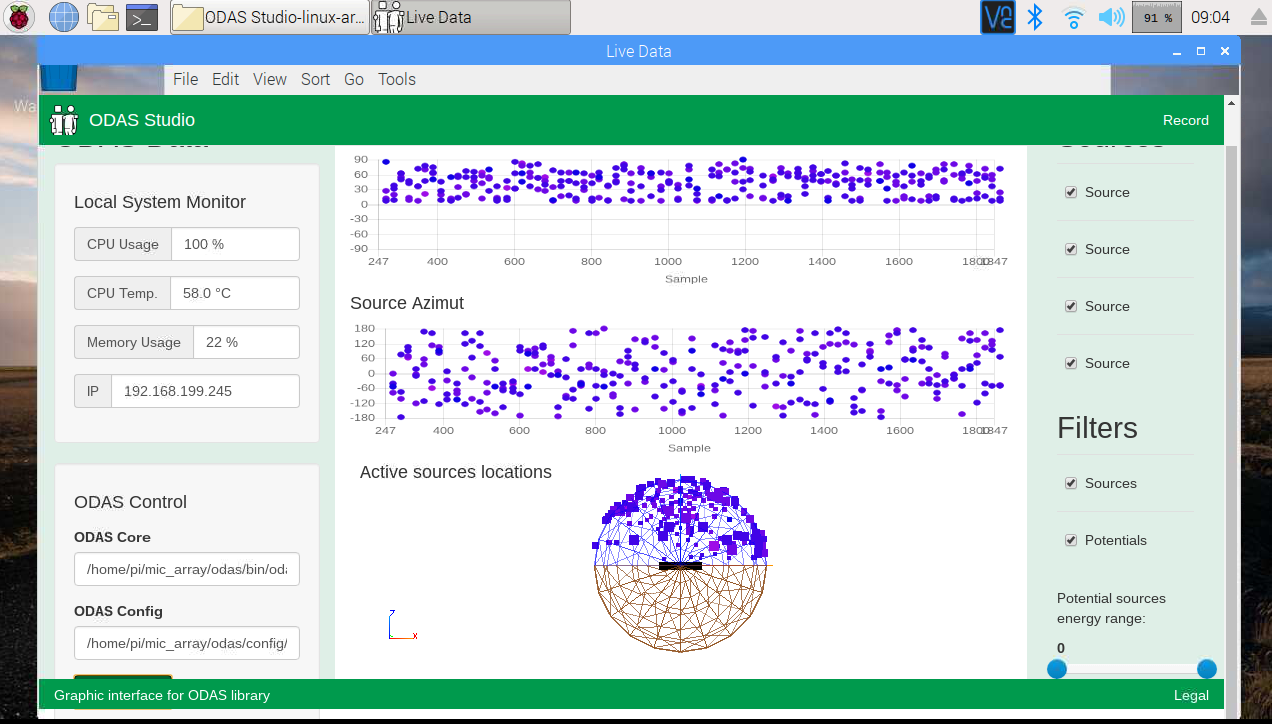 ODAS Studio-linux-ar...
Live Data
91 %
09:04
Live Data
File Edit View Sort Go Tools
Wa
ODAS Studio
Record
ODAS Data
Local System Monitor
CPU Usage 100 %
CPU Temp. 58.0 °C
Memory Usage 22 %
IP 192.168.199.245
ODAS Control
ODAS Core
/home/pi/mic_array/odas/bin/oda
ODAS Config
/home/pi/mic_array/odas/config/
90
60
30
0
-30
-60
-90
247 400 600 800 1000 1200 1400 1600 1800 1847
Sample
Source Azimut
180
120
60
0
-60
-120
-180
247 400 600 800 1000 1200 1400 1600 1800 1847
Sample
Active sources locations
Z
X
Sources
Source
Source
Source
Source
Filters
Sources
Potentials
Potential sources
energy range:
0
Graphic interface for ODAS library
Legal